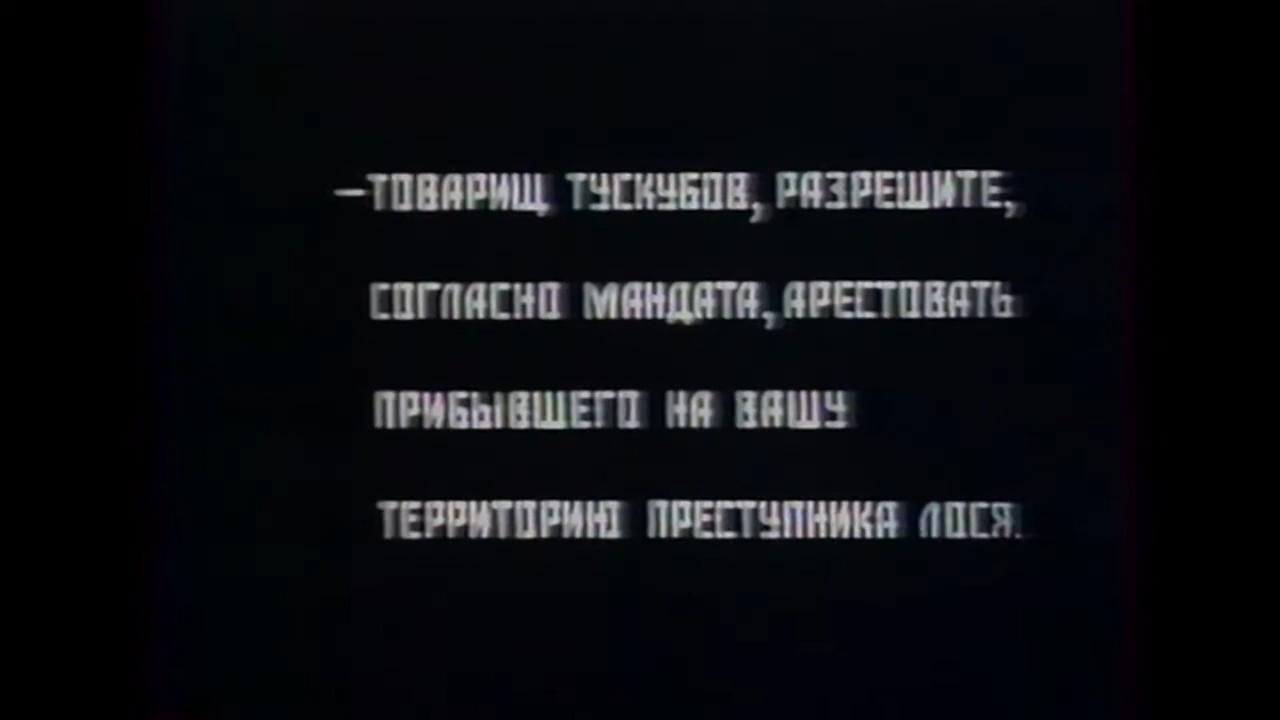 —ТОВАРИЩ ТУСКУБОВ, РАЗРЕШИТЕ,
СОГЛАСНО МАНДАТА, АРЕСТОВАТЬ
ПРИБЫВШЕГО НА ВАШУ
ТЕРРИТОРИЮ ПРЕСТУПНИКА ЛОСЯ.